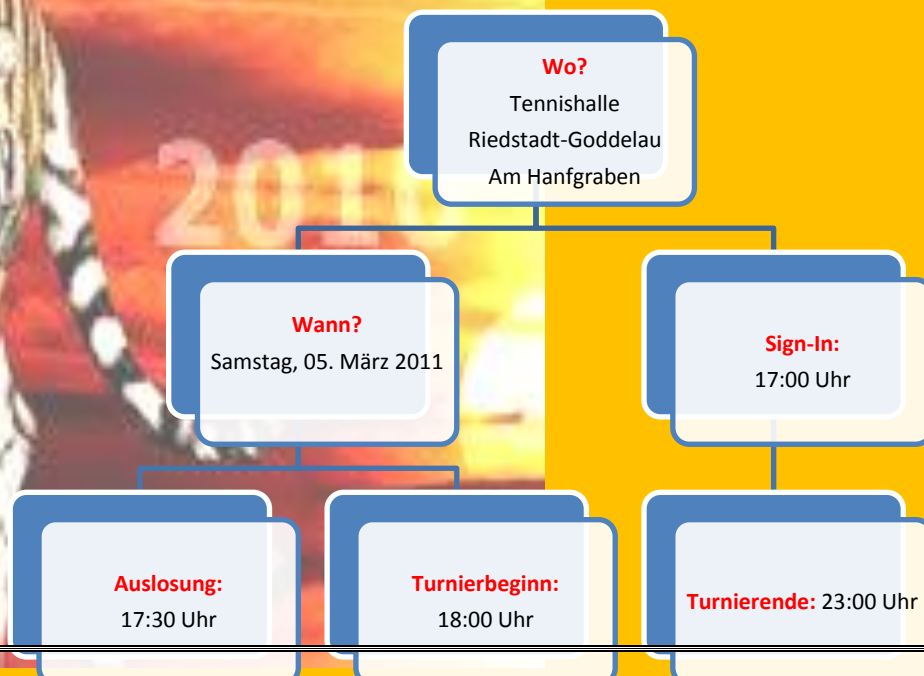 2010
Wo?
Tennishalle
Riedstadt-Goddelau
Am Hanfgraben
Wann?
Samstag, 05. März 2011
Sign-In:
17:00 Uhr
Auslosung:
17:30 Uhr
Turnierbeginn:
18:00 Uhr
Turnierende: 23:00 Uhr